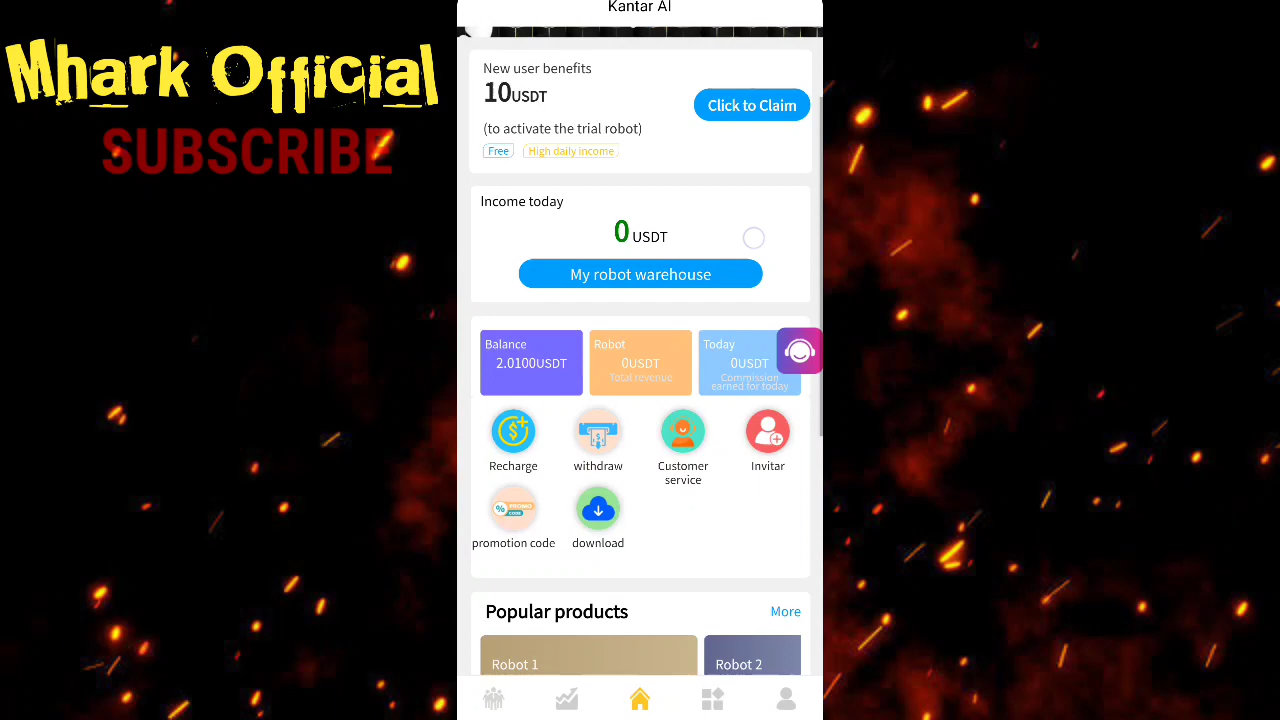 Mhark Official
SUBSCRIBE
Kantar AI
New user benefits
10USDT
Click to Claim
(to activate the trial robot)
Free
High daily income
Income today
0 USDT
My robot warehouse
Balance
2.0100USDT
Robot
0USDT
Total revenue
Today
0USDT
Commission
earned for today
Recharge
withdraw
Customer
service
Invitar
promotion code
download
Popular products
More
Robot 1
Robot 2